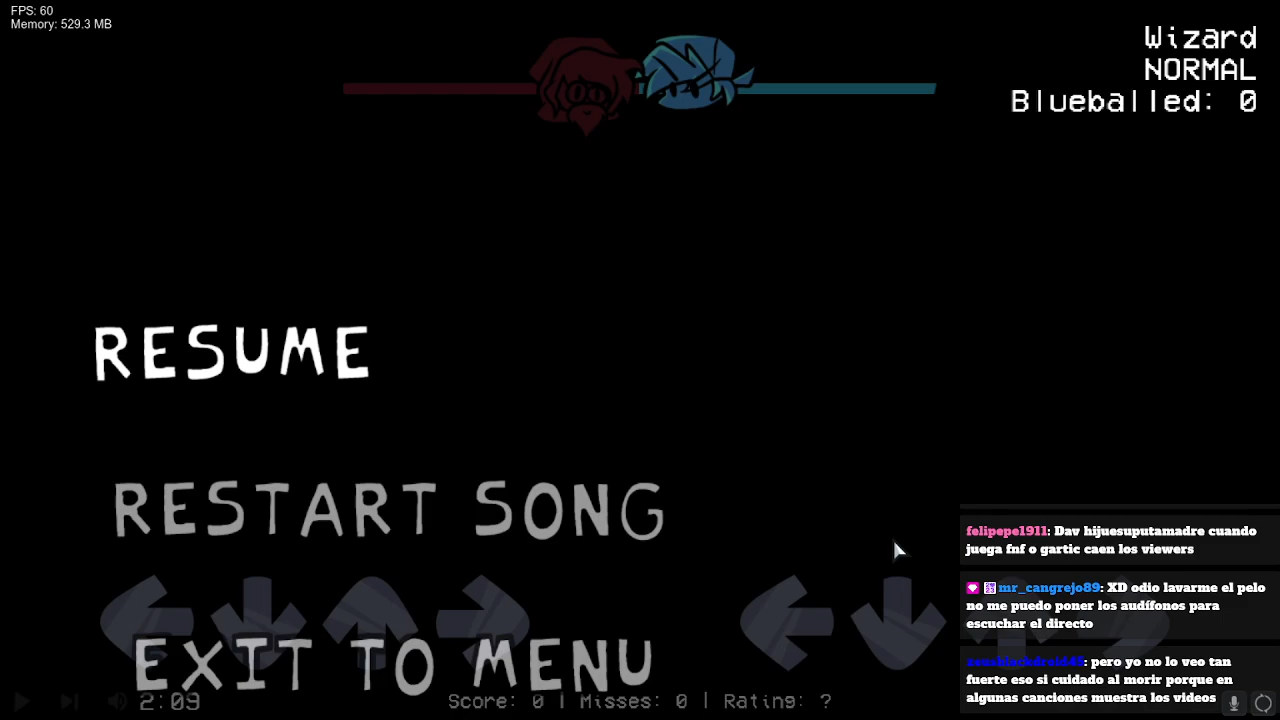 FPS: 60
Memory: 529.3 MB
Wizard
NORMAL
Blueballed: 0
RESUME
RESTART SONG
EXIT TO MENU
felipepe1911: Dav hijuesuputamadre cuando
juega fnf o gartic caen los viewers
mr_cangrejo89: XD odio lavarme el pelo
no me puedo poner los audífonos para
escuchar el directo
zeusblackdroid45: pero yo no lo veo tan
fuerte eso si cuidado al morir porque en
algunas canciones muestra los videos
2:09
Score: 0 | Misses: 0 | Rating: ?